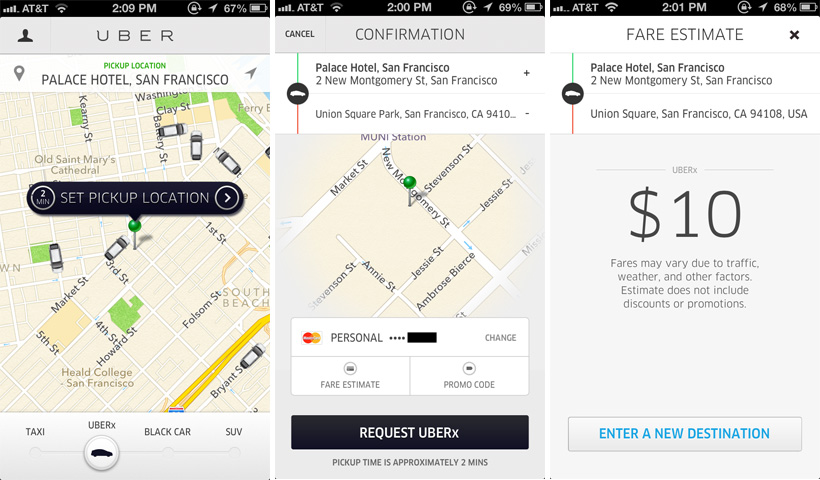 AT&T 2:09 PM 67%
UBER
PICKUP LOCATION
PALACE HOTEL, SAN FRANCISCO
Washington
Clay St
Kearny St
Ferry B
Old Saint Mary's
Cathedral
2
MIN
SET PICKUP LOCATION
1st St
3rd St
WN
Market St
SOUTH
BEACH
Folsom St
4th St
Howard St
5th St
Heald College
- San Francisco
Bryant St
TAXI
UBERx
BLACK CAR
SUV
AT&T 2:00 PM 69%
CANCEL
CONFIRMATION
Palace Hotel, San Francisco
2 New Montgomery St, San Francisco
+
Union Square Park, San Francisco, CA 9410...
-
MUNI Station
Market St
New Montgomery St
Stevenson St
Jessie St
Mission
Annie St
Jessie St
Stevenson St
Ambrose Bierce
MasterCard
PERSONAL ••••
CHANGE
FARE ESTIMATE
PROMO CODE
REQUEST UBERx
PICKUP TIME IS APPROXIMATELY 2 MINS
AT&T 2:01 PM 68%
FARE ESTIMATE
Palace Hotel, San Francisco
2 New Montgomery St, San Francisco
Union Square, San Francisco, CA 94108, USA
UBERx
$10
Fares may vary due to traffic,
weather, and other factors.
Estimate does not include
discounts or promotions.
ENTER A NEW DESTINATION